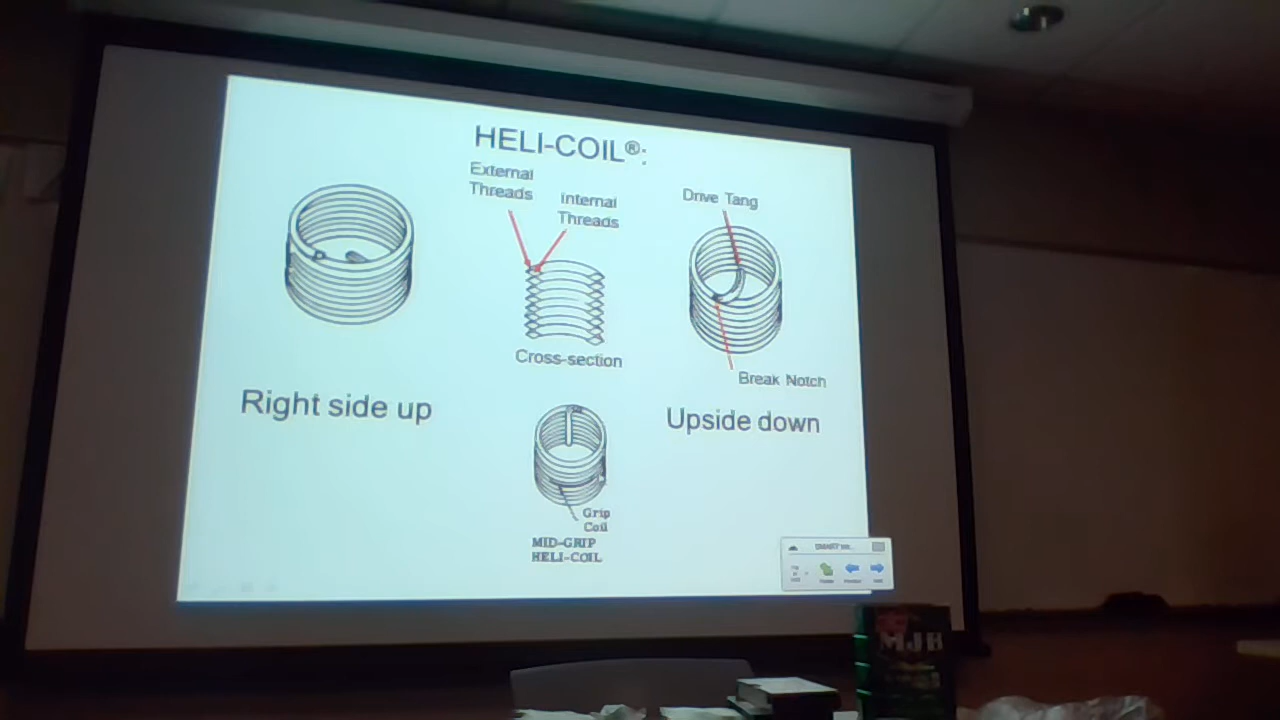 HELI-COIL®:
External
Threads
Internal
Threads
Drive Tang
Cross-section
Break Notch
Right side up
Upside down
Grip
Coil
MID-GRIP
HELI-COIL
MJB